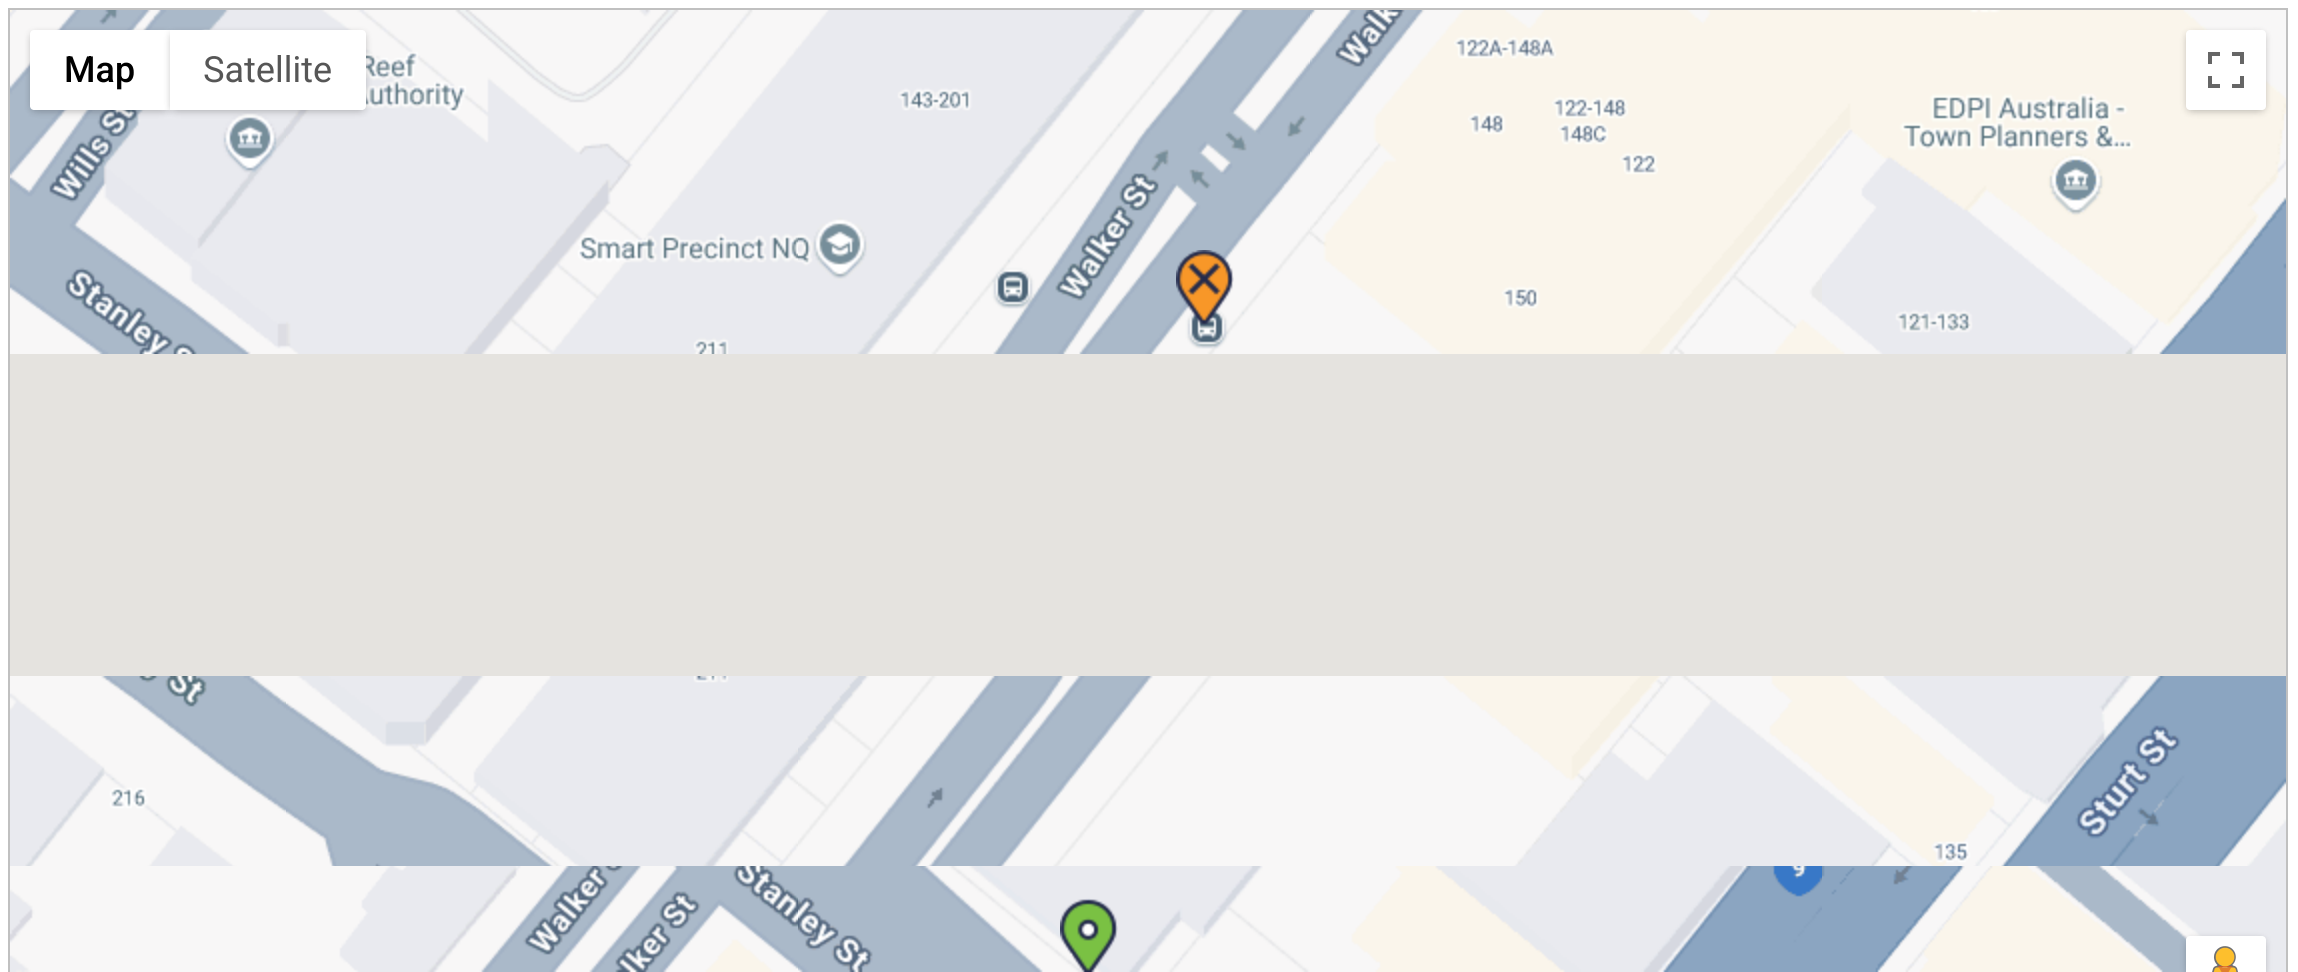 Map
Satellite
Reef
uthority
Wills St
Stanley S
Smart Precinct NQ
143-201
211
Walker St
Walk
122A-148A
148
122-148
148C
122
EDPI Australia -
Town Planners &...
150
121-133
St
216
135
Sturt St
9
Walker S
lker St
Stanley St